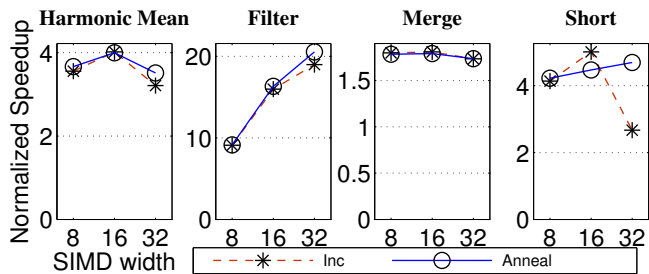 Harmonic Mean Filter Merge Short
Normalized Speedup
4
2
0
8 16 32
SIMD width
20
10
0
8 16 32
1.5
1
0.5
0
8 16 32
4
2
0
8 16 32
Inc Anneal